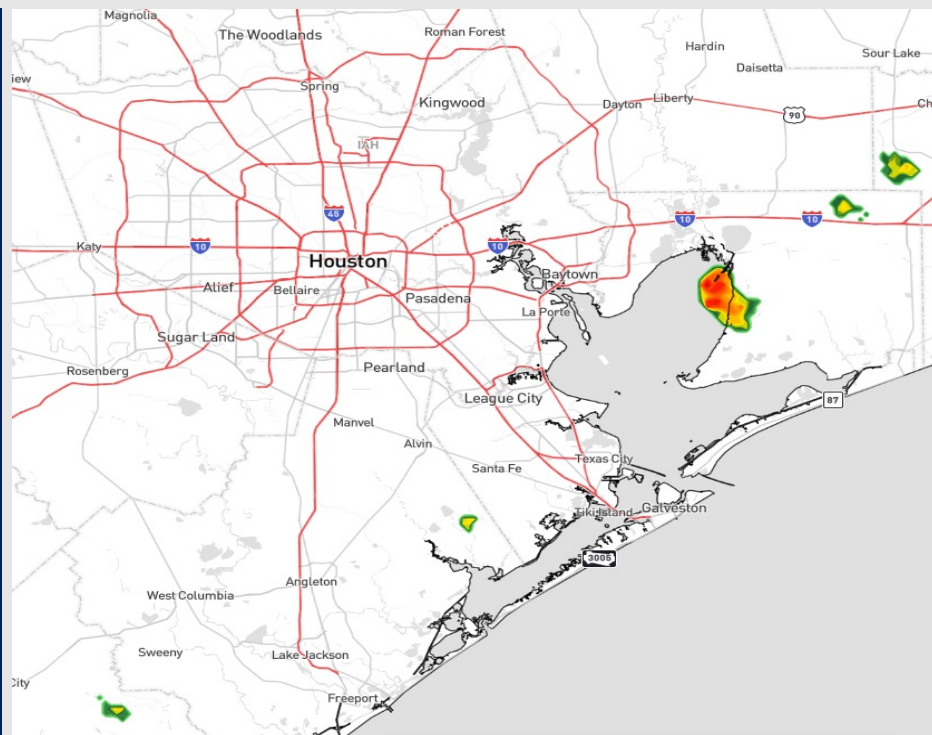 Magnolia
The Woodlands
Roman Forest
Hardin
Sour Lake
Daisetta
iew
Spring
Kingwood
Dayton
Liberty
Ch
90
IAH
45
10
10
Katy
10
10
Houston
Baytown
Alief
Bellaire
Pasadena
La Porte
Sugar Land
Rosenberg
Pearland
League City
87
Manvel
Alvin
Santa Fe
Texas City
Tiki Island
Galveston
3005
Angleton
West Columbia
Sweeny
Lake Jackson
City
Freeport